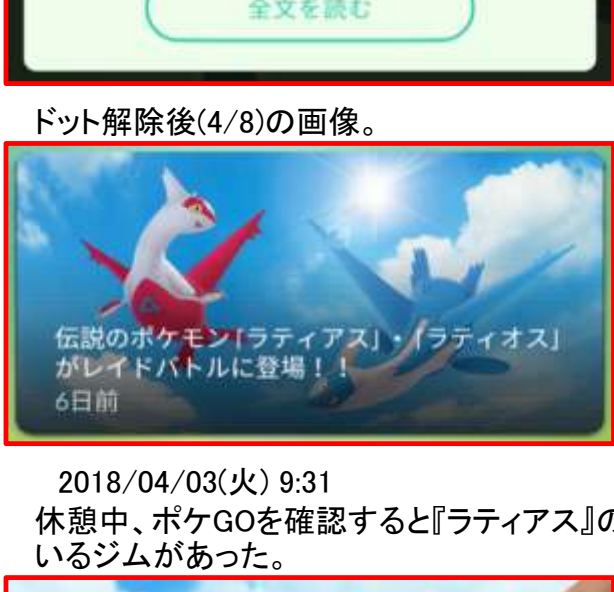 全文を読む
ドット解除後(4/8)の画像。
伝説のポケモン「ラティアス」・「ラティオス」
がレイドバトルに登場！！
6日前
2018/04/03(火) 9:31
休憩中、ポケGOを確認すると『ラティアス』の
いるジムがあった。